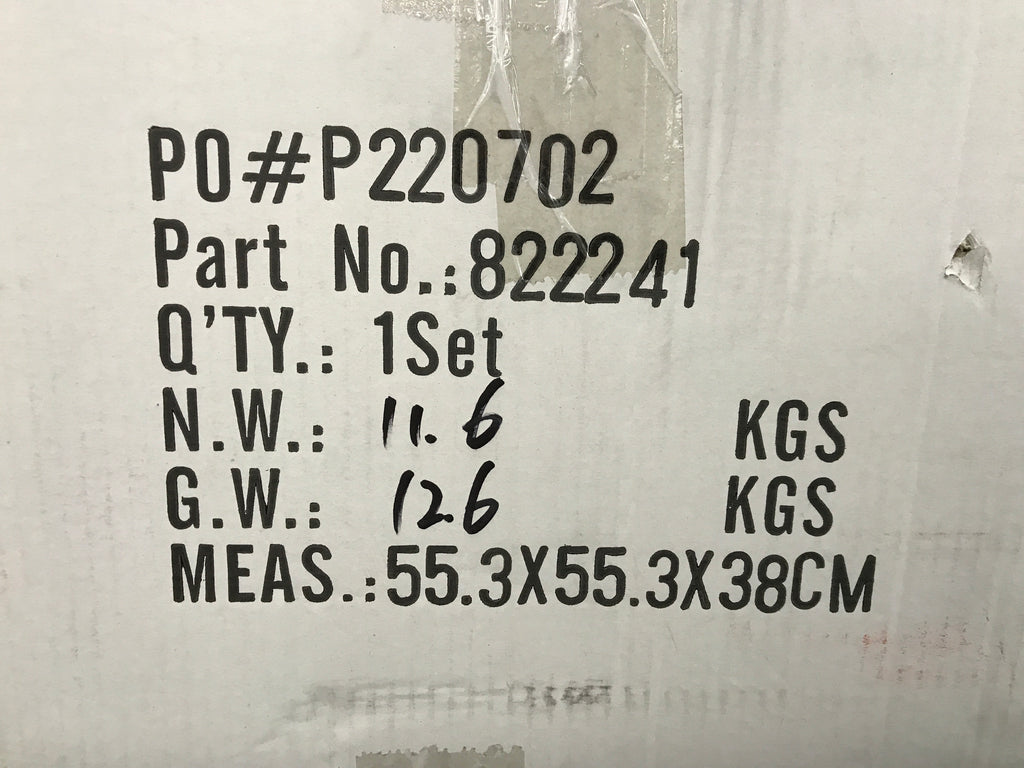 PO#P220702
Part No.:822241
Q'TY.: 1Set
N.W.: 11.6 KGS
G.W.: 12.6 KGS
MEAS.:55.3X55.3X38CM